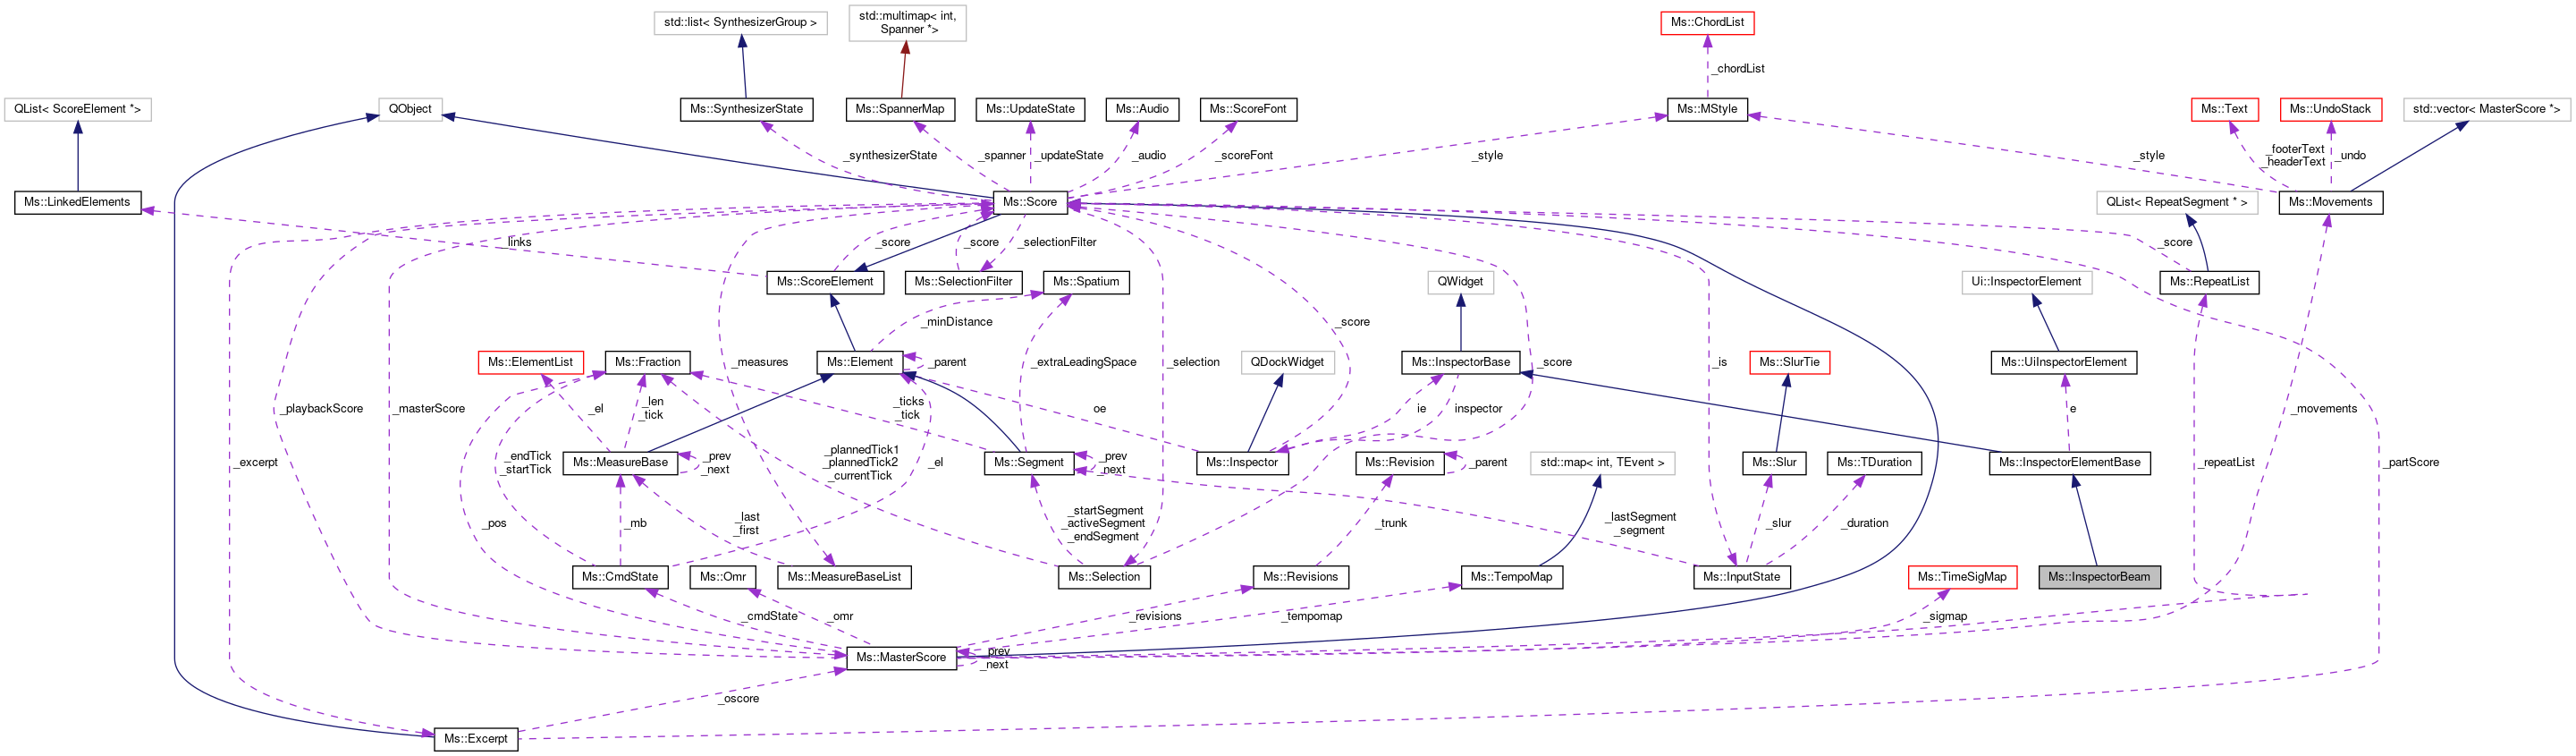 std::list< SynthesizerGroup >
std::multimap< int,
Spanner *>
Ms::ChordList
_chordList
QList< ScoreElement *>
QObject
Ms::SynthesizerState
Ms::SpannerMap
Ms::UpdateState
Ms::Audio
Ms::ScoreFont
Ms::MStyle
Ms::Text
Ms::UndoStack
std::vector< MasterScore *>
_synthesizerState
_spanner
_updateState
_audio
_scoreFont
_style
_style
_footerText
_headerText
_undo
Ms::LinkedElements
Ms::Score
QList< RepeatSegment * >
Ms::Movements
_links
_score
_score
_selectionFilter
_score
Ms::ScoreElement
Ms::SelectionFilter
Ms::Spatium
QWidget
Ui::InspectorElement
Ms::RepeatList
_minDistance
_score
Ms::ElementList
Ms::Fraction
Ms::Element
_parent
_measures
_extraLeadingSpace
_selection
QDockWidget
Ms::InspectorBase
_score
_is
Ms::SlurTie
Ms::UiInspectorElement
_playbackScore
_masterScore
_el
_len
_tick
_ticks
_tick
oe
ie
inspector
e
_movements
_excerpt
_endTick
_startTick
Ms::MeasureBase
_prev
_next
_plannedTick1
_plannedTick2
_currentTick
_el
Ms::Segment
_prev
_next
Ms::Inspector
Ms::Revision
_parent
std::map< int, TEvent >
Ms::Slur
Ms::TDuration
Ms::InspectorElementBase
_repeatList
_partScore
_pos
_mb
_last
_first
_startSegment
_activeSegment
_endSegment
_trunk
_lastSegment
_segment
_slur
_duration
Ms::CmdState
Ms::Omr
Ms::MeasureBaseList
Ms::Selection
Ms::Revisions
Ms::TempoMap
Ms::InputState
Ms::TimeSigMap
Ms::InspectorBeam
_cmdState
_omr
_revisions
_tempomap
_sigmap
Ms::MasterScore
_prev
_next
_oscore
Ms::Excerpt